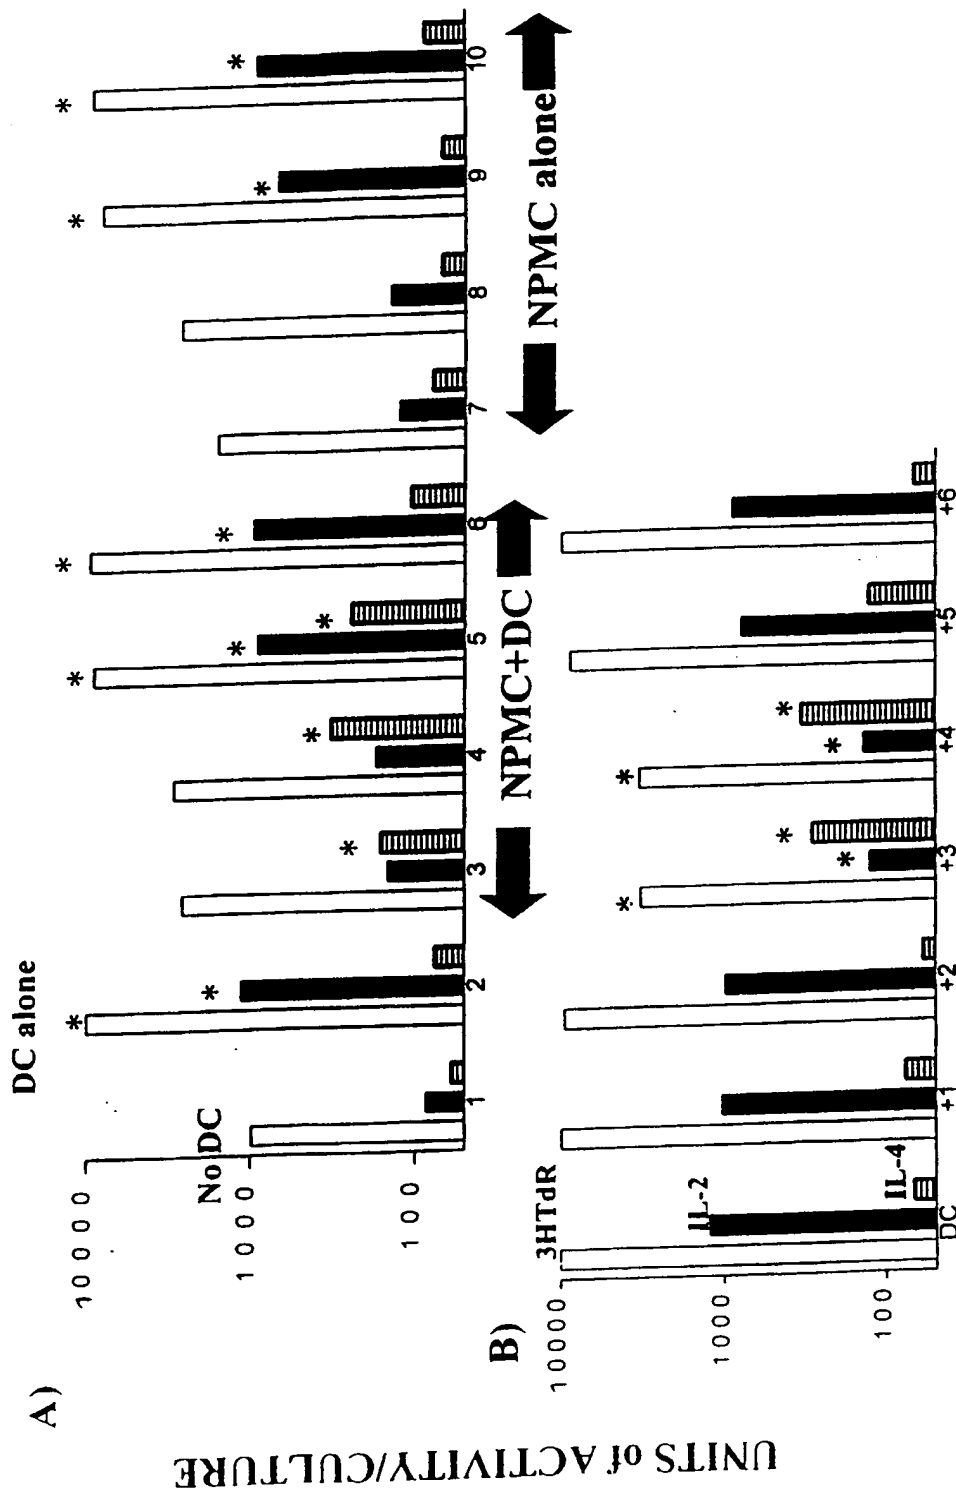 UNITS of ACTIVITY/CULTURE
A)
DC alone
10000
1000
100
No DC
*
*
*
*
*
*
*
*
*
*
*
*
*
1 2 3 4 5 6 7 8 9 10
NPMC+DC
NPMC alone
B)
10000
1000
100
3HTdR
IL-2
IL-4
*
*
*
*
*
*
DC +1 +2 +3 +4 +5 +6